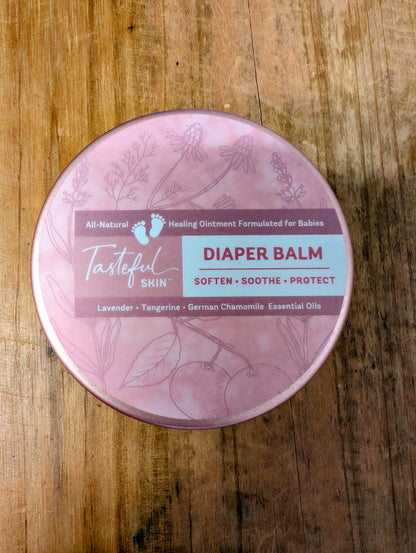 All-Natural Healing Ointment Formulated for Babies
Tasteful
SKIN™
DIAPER BALM
SOFTEN • SOOTHE • PROTECT
Lavender • Tangerine • German Chamomile Essential Oils